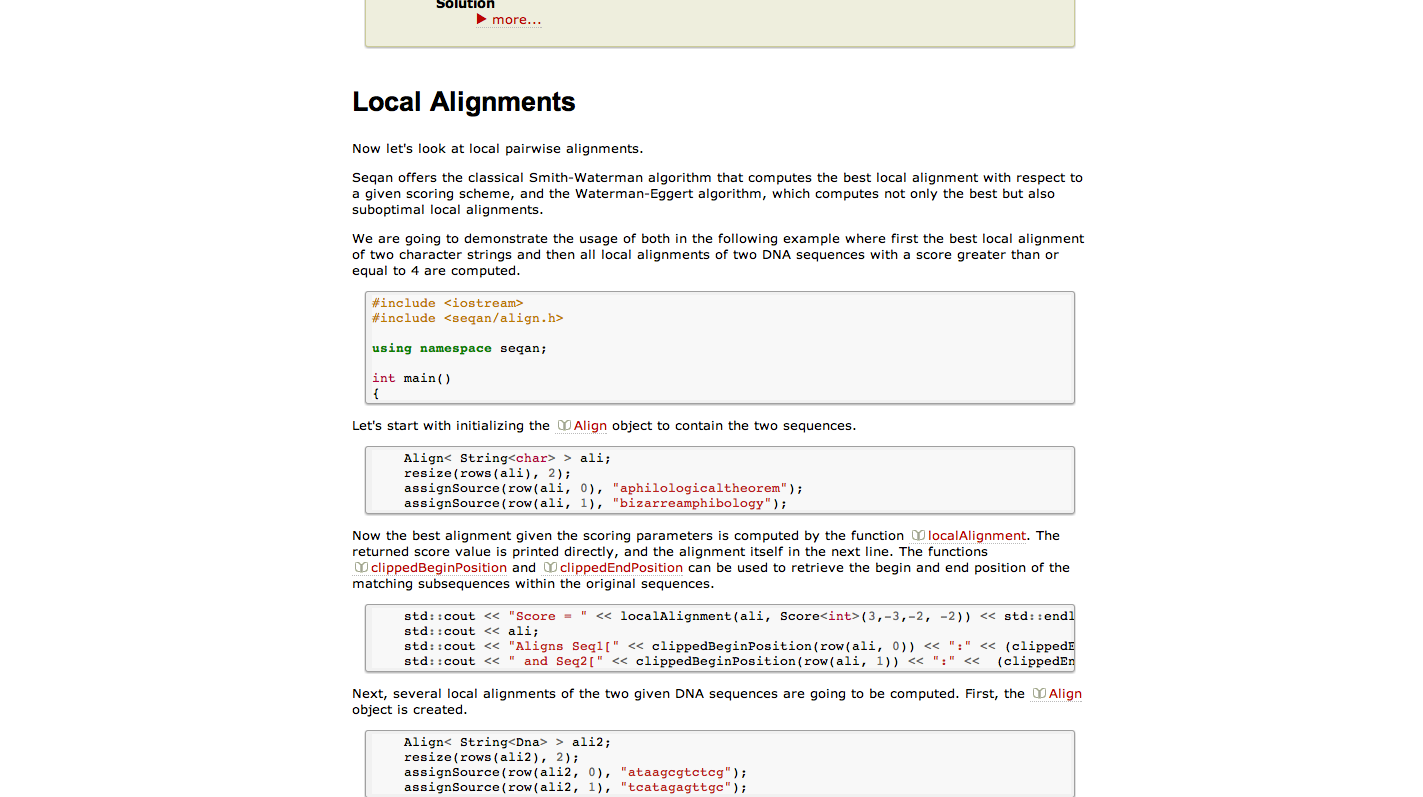 Solution
more...
Local Alignments
Now let's look at local pairwise alignments.
Seqan offers the classical Smith-Waterman algorithm that computes the best local alignment with respect to
a given scoring scheme, and the Waterman-Eggert algorithm, which computes not only the best but also
suboptimal local alignments.
We are going to demonstrate the usage of both in the following example where first the best local alignment
of two character strings and then all local alignments of two DNA sequences with a score greater than or
equal to 4 are computed.
#include <iostream>
#include <seqan/align.h>
using namespace seqan;
int main()
{
Let's start with initializing the Align object to contain the two sequences.
Align< String<char> > ali;
resize(rows(ali), 2);
assignSource(row(ali, 0), "aphilologicaltheorem");
assignSource(row(ali, 1), "bizarreamphibology");
Now the best alignment given the scoring parameters is computed by the function localAlignment. The
returned score value is printed directly, and the alignment itself in the next line. The functions
clippedBeginPosition and clippedEndPosition can be used to retrieve the begin and end position of the
matching subsequences within the original sequences.
std::cout << "Score = " << localAlignment(ali, Score<int>(3,-3,-2, -2)) << std::endl
std::cout << ali;
std::cout << "Aligns Seq1[" << clippedBeginPosition(row(ali, 0)) << ":" << (clippedE
std::cout << " and Seq2[" << clippedBeginPosition(row(ali, 1)) << ":" <<  (clippedEn
Next, several local alignments of the two given DNA sequences are going to be computed. First, the Align
object is created.
Align< String<Dna> > ali2;
resize(rows(ali2), 2);
assignSource(row(ali2, 0), "ataagcgtctcg");
assignSource(row(ali2, 1), "tcatagagttgc");